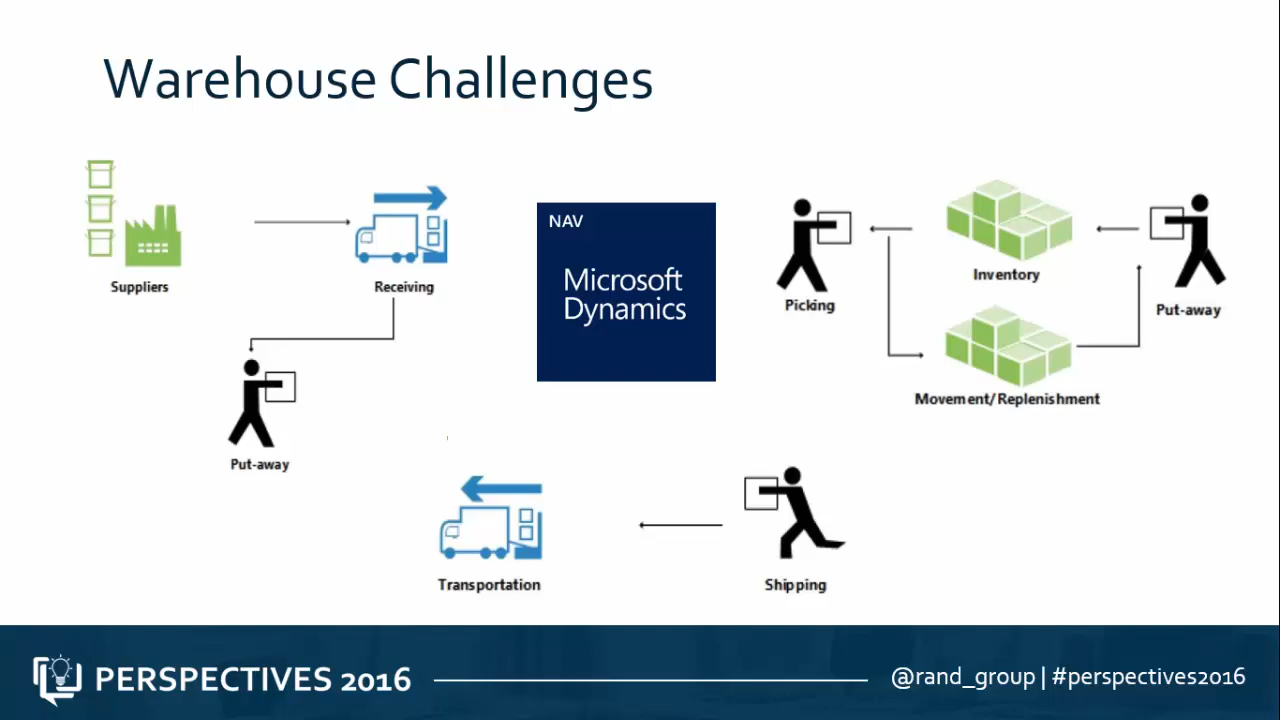 Warehouse Challenges
Suppliers
Receiving
Put-away
NAV
Microsoft
Dynamics
Picking
Inventory
Put-away
Movement/Replenishment
Transportation
Shipping
PERSPECTIVES 2016
@rand_group | #perspectives2016